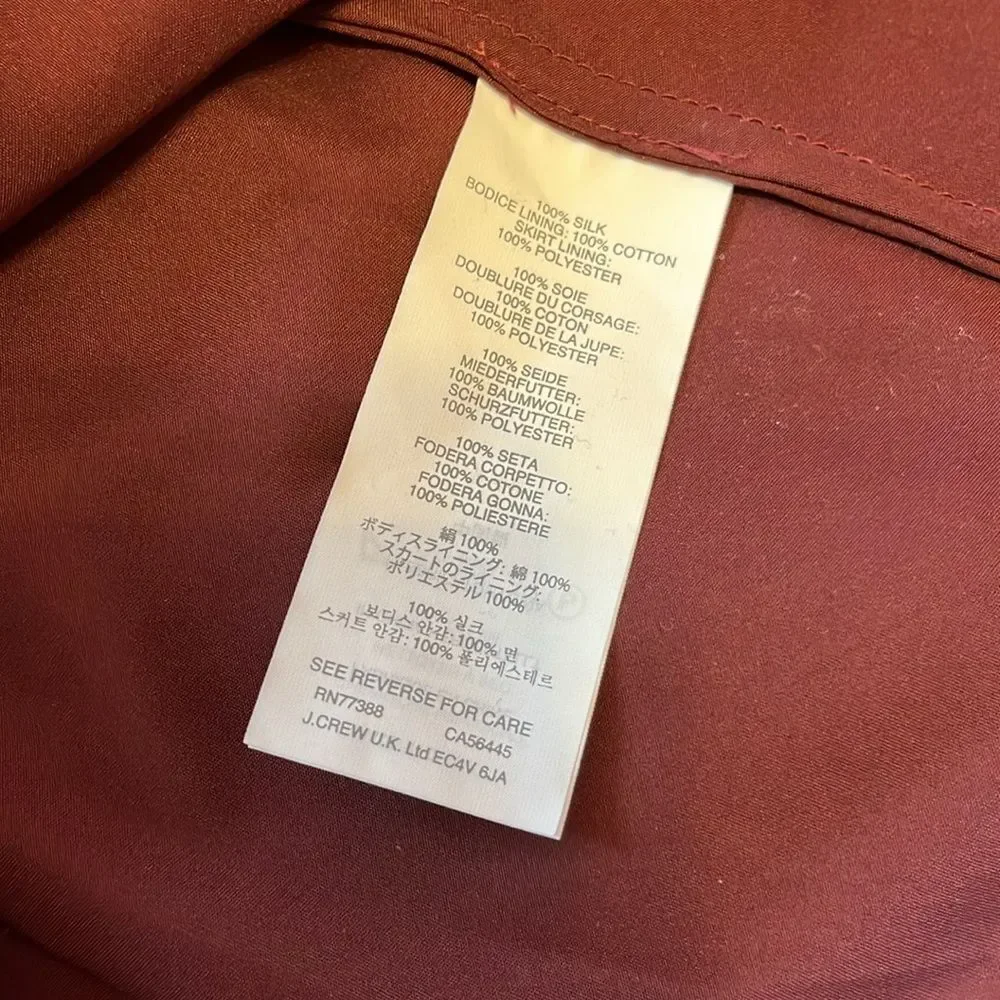 100% SILK
BODICE LINING: 100% COTTON
SKIRT LINING:
100% POLYESTER
100% SOIE
DOUBLURE DU CORSAGE:
100% COTON
DOUBLURE DE LA JUPE:
100% POLYESTER
100% SEIDE
MIEDERFUTTER:
100% BAUMWOLLE
SCHURZFUTTER:
100% POLYESTER
100% SETA
FODERA CORPETTO:
100% COTONE
FODERA GONNA:
100% POLIESTERE
絹100%
ボディスライニング: 綿 100%
スカートのライニング:
ポリエステル 100%
100% 실크
보디스 안감: 100% 면
스커트 안감: 100% 폴리에스테르
SEE REVERSE FOR CARE
RN77388 CA56445
J.CREW U.K. Ltd EC4V 6JA